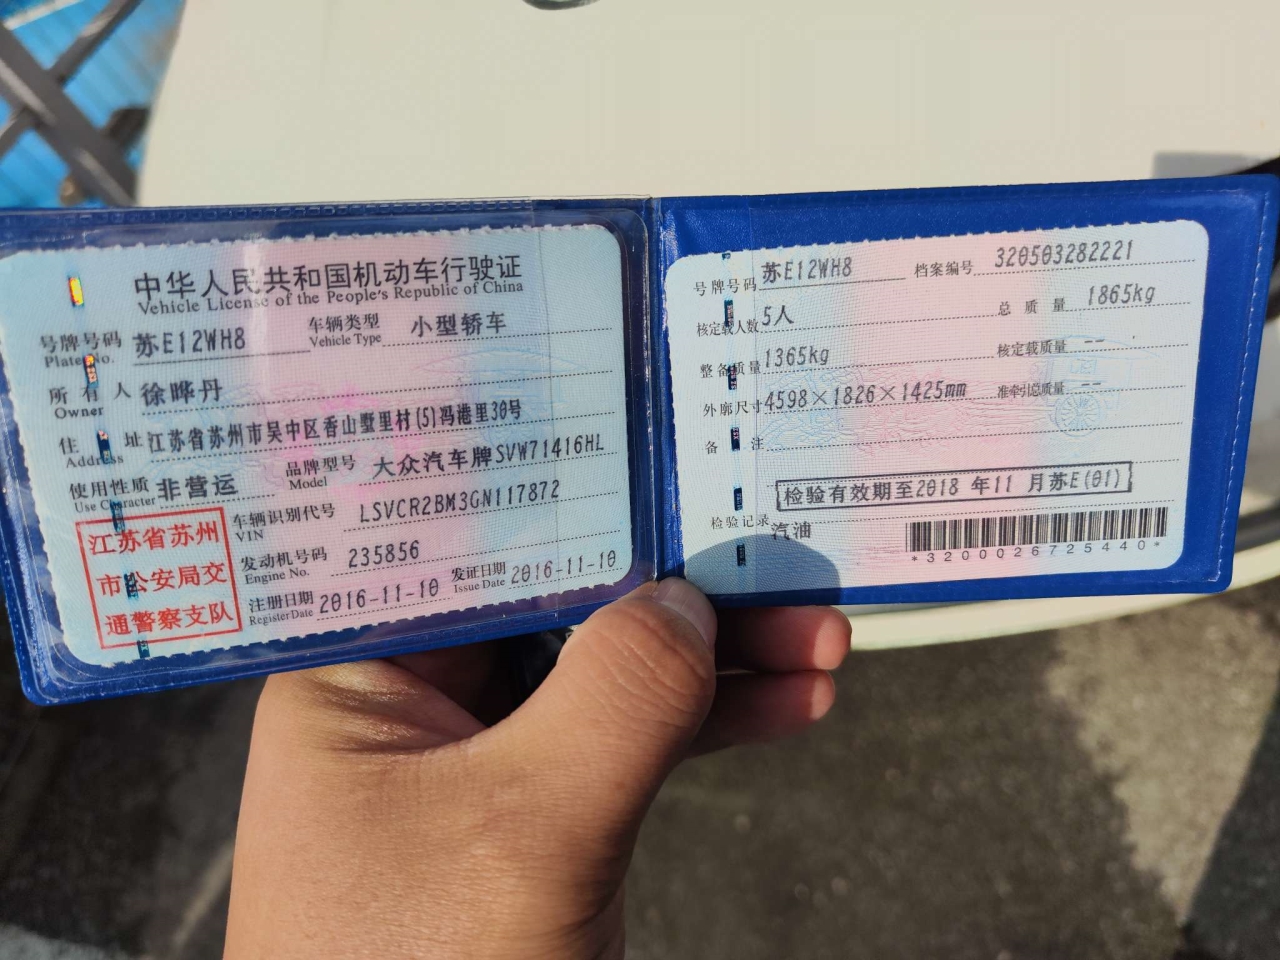 中华人民共和国机动车行驶证
Vehicle License of the People's Republic of China
号牌号码 苏E12WH8 车辆类型 小型轿车
Plate No. Vehicle Type
所有人 徐晔丹
Owner
住址 江苏省苏州市吴中区香山墅里村(5)冯港里30号
Address
使用性质 非营运 品牌型号 大众汽车牌SVW71416HL
Use Character Model
江苏省苏州
市公安局交
通警察支队
车辆识别代号 LSVCR2BM3GN117872
VIN
发动机号码 235856
Engine No.
注册日期 2016-11-10 发证日期 2016-11-10
Register Date Issue Date
号牌号码 苏E12WH8 档案编号 320503282221
核定载人数 5人 总质量 1865kg
整备质量 1365kg 核定载质量 --
外廓尺寸 4598×1826×1425mm 准牵引总质量 --
备注
检验有效期至2018 年11 月苏E(01)
检验记录
汽油
*3200026725440*